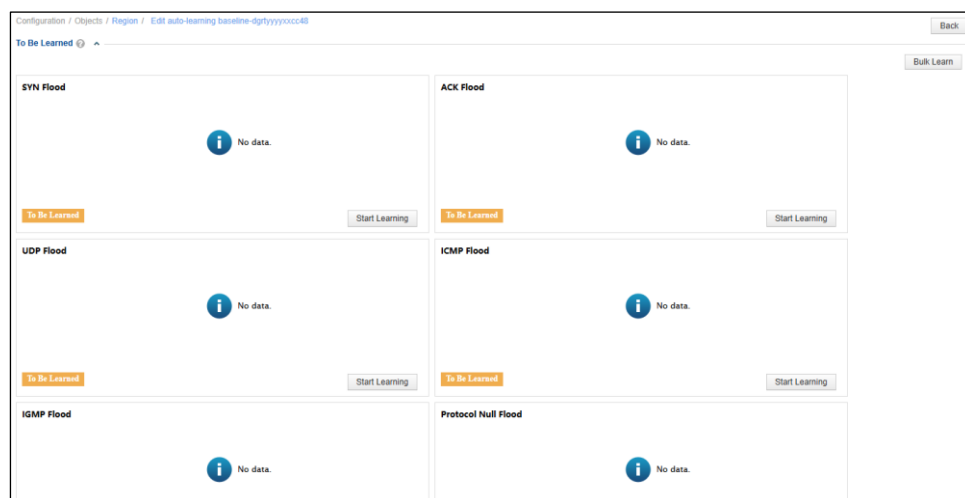 Configuration / Objects / Region / Edit auto-learning baseline-dgrtyyyyxxcc48
Back
To Be Learned
Bulk Learn
SYN Flood
ACK Flood
No data.
No data.
To Be Learned
Start Learning
To Be Learned
Start Learning
UDP Flood
ICMP Flood
No data.
No data.
To Be Learned
Start Learning
To Be Learned
Start Learning
IGMP Flood
Protocol Null Flood
No data.
No data.